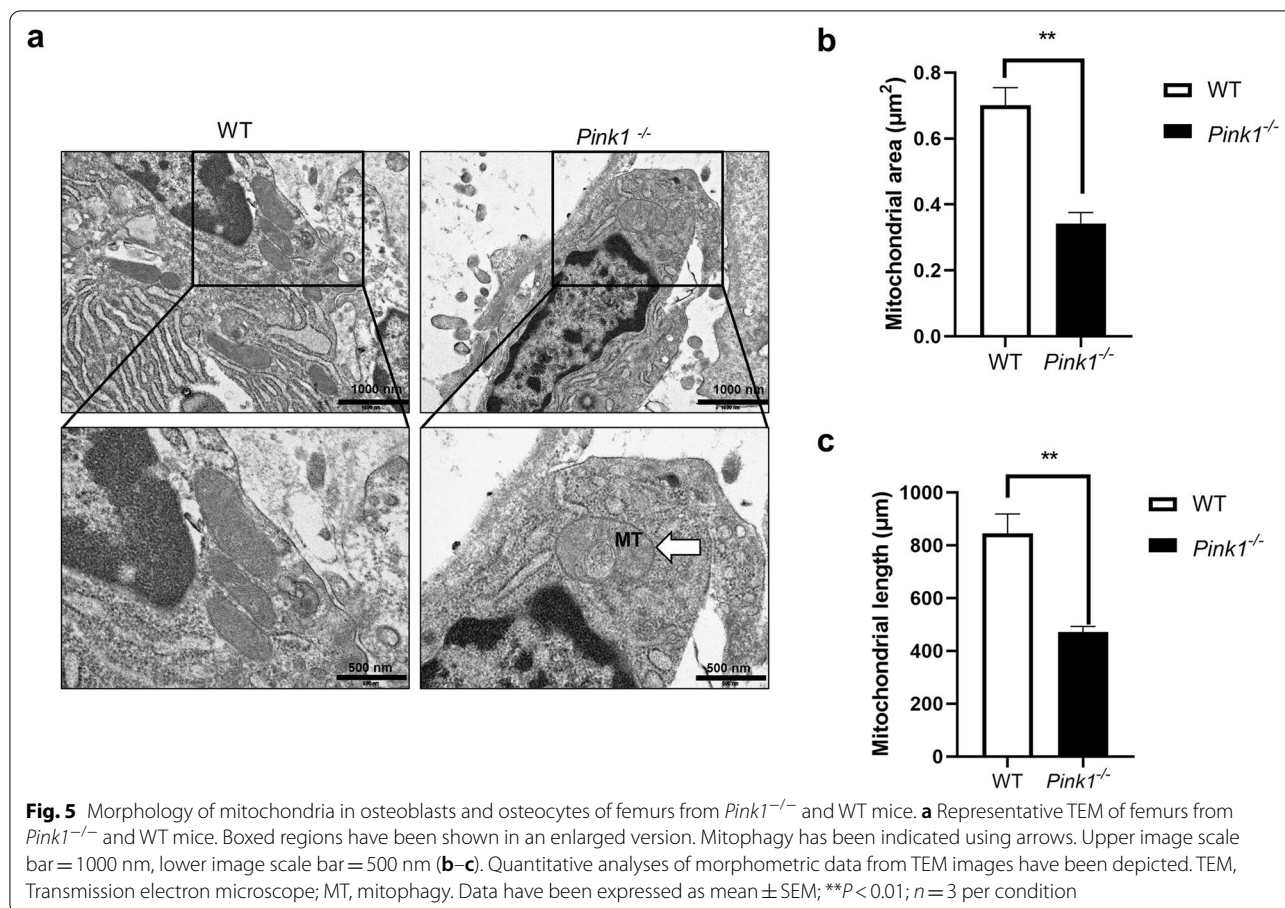 a
WT
Pink1 -/-
1000 nm
1000 nm
MT
500 nm
500 nm
b
**
Mitochondrial area (µm2)
0.8
0.6
0.4
0.2
0.0
WT
Pink1-/-
WT
Pink1-/-
c
**
Mitochondrial length (µm)
1000
800
600
400
200
0
WT
Pink1-/-
WT
Pink1-/-
Fig. 5 Morphology of mitochondria in osteoblasts and osteocytes of femurs from Pink1−/− and WT mice. a Representative TEM of femurs from
Pink1−/− and WT mice. Boxed regions have been shown in an enlarged version. Mitophagy has been indicated using arrows. Upper image scale
bar = 1000 nm, lower image scale bar = 500 nm (b–c). Quantitative analyses of morphometric data from TEM images have been depicted. TEM,
Transmission electron microscope; MT, mitophagy. Data have been expressed as mean ± SEM; **P < 0.01; n = 3 per condition